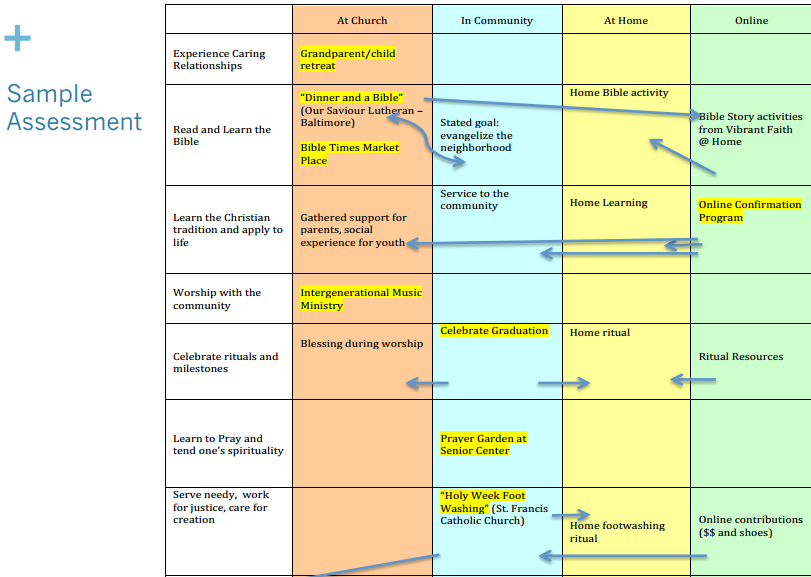 +
Sample
Assessment
At Church
In Community
At Home
Online
Experience Caring
Relationships
Grandparent/child
retreat
Read and Learn the
Bible
"Dinner and a Bible"
(Our Saviour Lutheran –
Baltimore)
Bible Times Market
Place
Stated goal:
evangelize the
neighborhood
Home Bible activity
Bible Story activities
from Vibrant Faith
@ Home
Learn the Christian
tradition and apply to
life
Gathered support for
parents, social
experience for youth
Service to the
community
Home Learning
Online Confirmation
Program
Worship with the
community
Intergenerational Music
Ministry
Celebrate rituals and
milestones
Blessing during worship
Celebrate Graduation
Home ritual
Ritual Resources
Learn to Pray and
tend one's spirituality
Prayer Garden at
Senior Center
Serve needy, work
for justice, care for
creation
"Holy Week Foot
Washing" (St. Francis
Catholic Church)
Home footwashing
ritual
Online contributions
($$ and shoes)